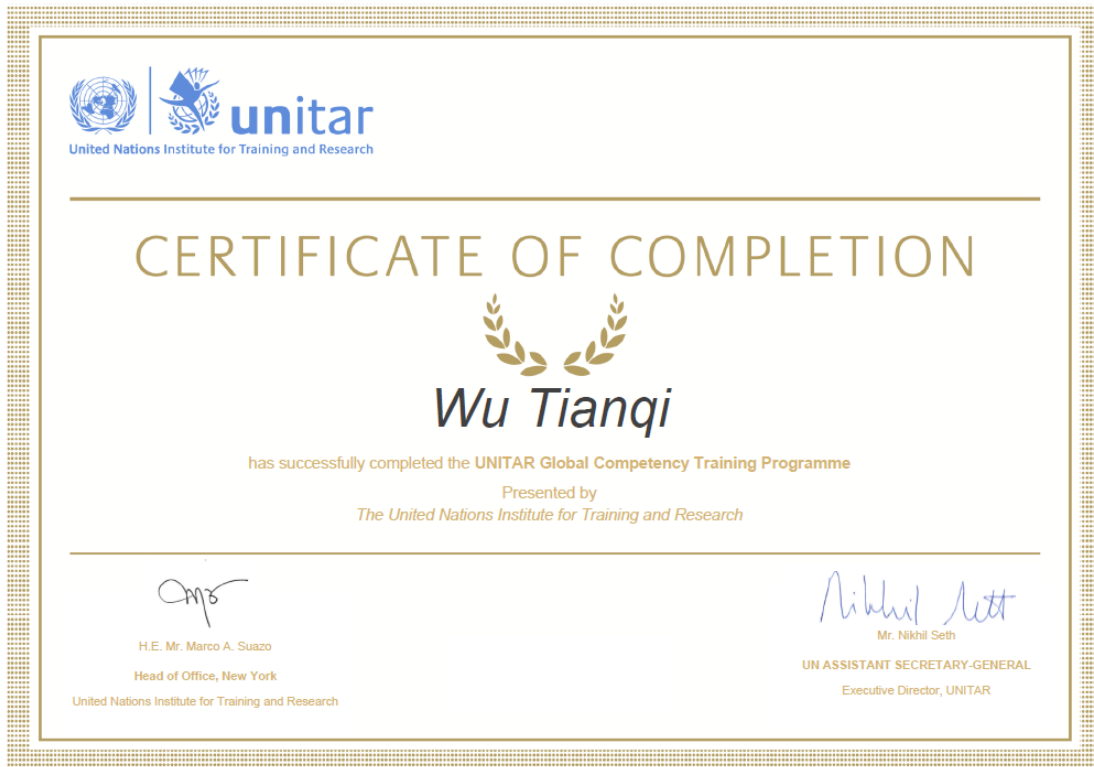 unitar
United Nations Institute for Training and Research
CERTIFICATE OF COMPLETION
Wu Tianqi
has successfully completed the UNITAR Global Competency Training Programme
Presented by
The United Nations Institute for Training and Research
H.E. Mr. Marco A. Suazo
Head of Office, New York
United Nations Institute for Training and Research
Nikhil Seth
Mr. Nikhil Seth
UN ASSISTANT SECRETARY-GENERAL
Executive Director, UNITAR